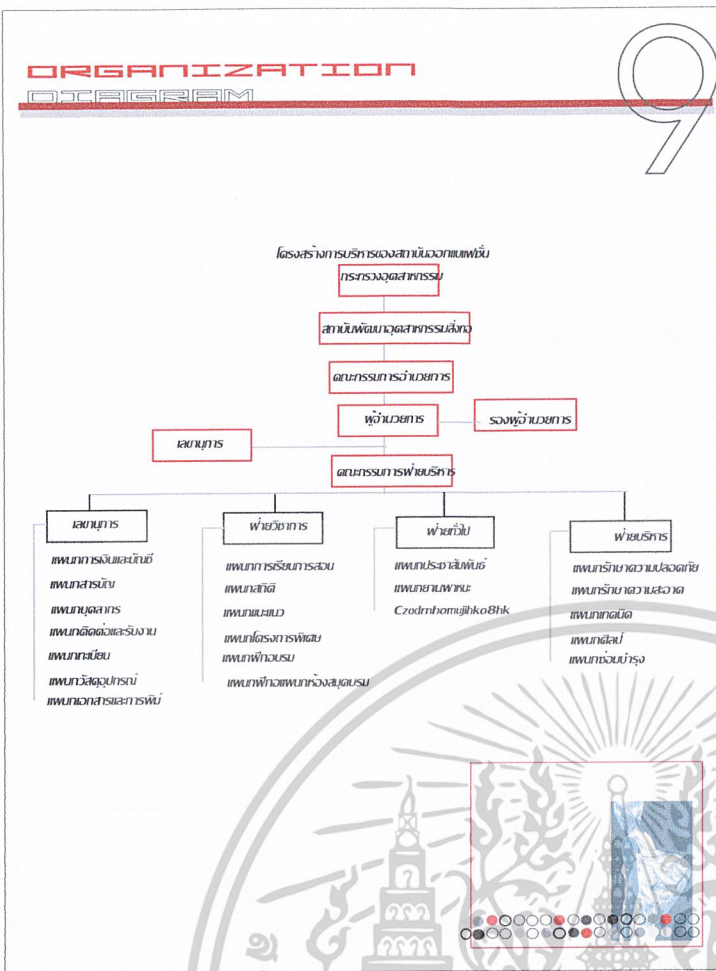 ORGANIZATION
DIAGRAM
9
โครงสร้างการบริหารของสถาบันออกแบแฟชั่น
กระทรวงอุตสาหกรรม
สถาบันพัฒนาอุตสาหกรรมสิ่งทอ
คณะกรรมการอำนวยการ
ผู้อำนวยการ
รองผู้อำนวยการ
เลขานุการ
คณะกรรมการฝ่ายบริหาร
เลขานุการ
แผนกการเงินและบัญชี
แผนกสารบัญ
แผนกบุคลากร
แผนกติดต่อและรับงาน
แผนกทะเบียน
แผนกวัสดุอุปกรณ์
แผนกเอกสารและการพิม์
ฝ่ายวิชาการ
แผนกการเรียนการสอน
แผนกสถิติ
แผนกแนะแนว
แผนกโครงการพิเศษ
แผนกฝึกอบรม
แผนกฝึกอแผนกห้องสมุดบรม
ฝ่ายทั่วไป
แผนกประชาสัมพันธ์
แผนกยานพาหนะ
Czodrnhomujihko8hk
ฝ่ายบริหาร
แผนกรักษาความปลอดภัย
แผนกรักษาความสะอาด
แผนกเทคนิค
แผนกศิลป์
แผนกซ่อมบำรุง